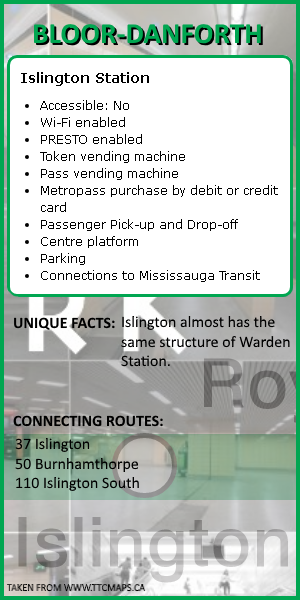 BLOOR-DANFORTH
Islington Station
• Accessible: No
• Wi-Fi enabled
• PRESTO enabled
• Token vending machine
• Pass vending machine
• Metropass purchase by debit or credit
card
• Passenger Pick-up and Drop-off
• Centre platform
• Parking
• Connections to Mississauga Transit
R T
UNIQUE FACTS: Islington almost has the
same structure of Warden
Station.
Roy
CONNECTING ROUTES:
37 Islington
50 Burnhamthorpe
110 Islington South
Islington
TAKEN FROM WWW.TTCMAPS.CA